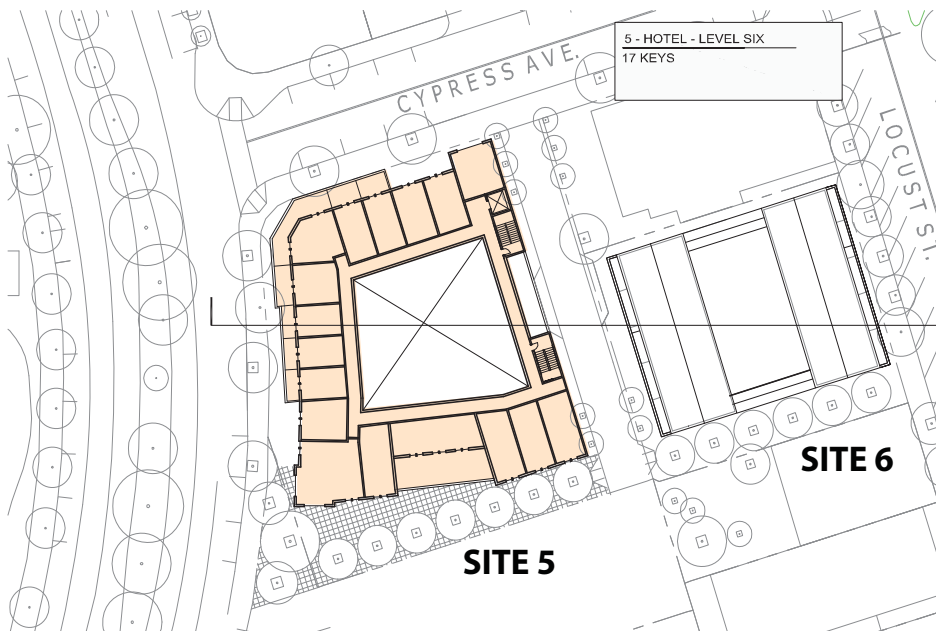 5 - HOTEL - LEVEL SIX
17 KEYS
CYPRESS AVE.
LOCUST ST.
SITE 6
SITE 5